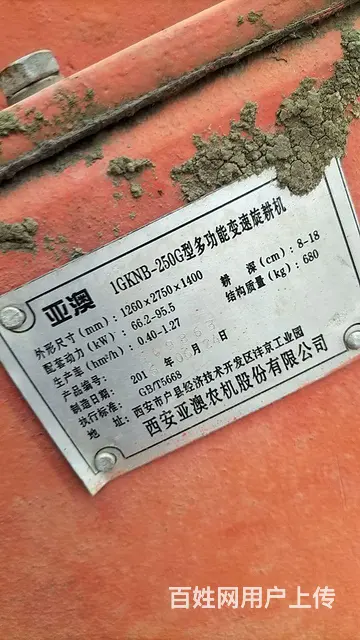 亚澳
1GKNB-250G型多功能变速旋耕机
外形尺寸(mm): 1260×2750×1400
耕 深(cm): 8-18
配套动力(kW): 66.2-95.5
结构质量(kg): 680
生产率(hm²/h): 0.40-1.27
产品编号:
制造日期: 201
执行标准: GB/T5668
地 址: 西安市户县经济技术开发区沣京工业园
西安亚澳农机股份有限公司
百姓网用户上传